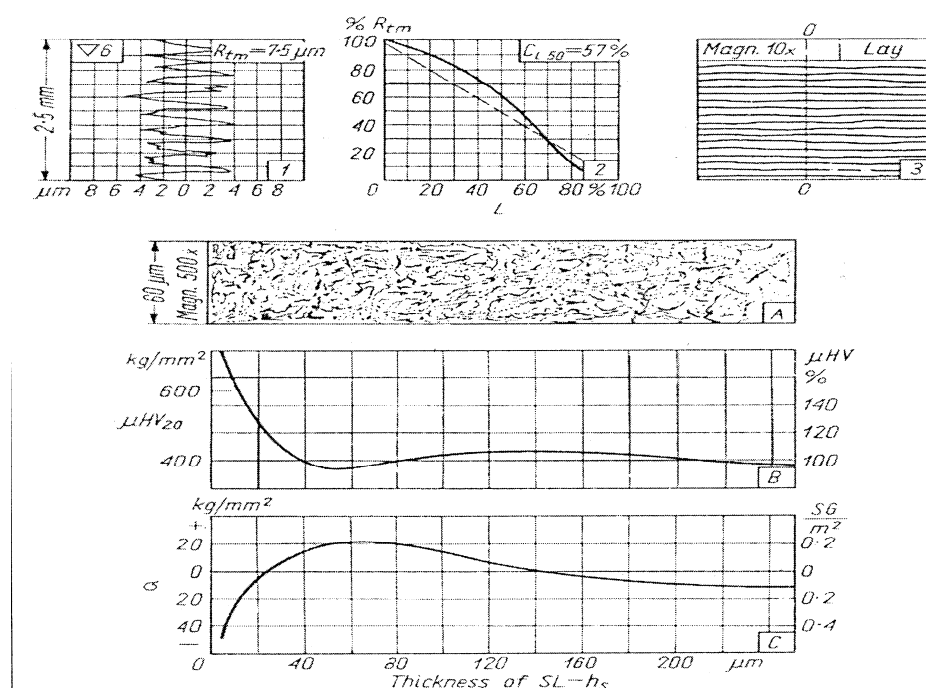 0
% Rtm
▽6
Rtm=7·5 µm
2·5 mm
1
µm 8 6 4 2 0 2 4 6 8
100
80
60
40
20
CL50=57%
2
0 20 40 60 80 % 100
L
Magn. 10x Lay
3
0
60 µm
Magn. 500x
A
kg/mm²
600
µHV20
400
µHV
%
140
120
100
B
kg/mm²
+
20
0
20
40
—
SG
m²
0·2
0
0·2
0·4
C
0 40 80 120 160 200 µm
Thickness of SL—hs